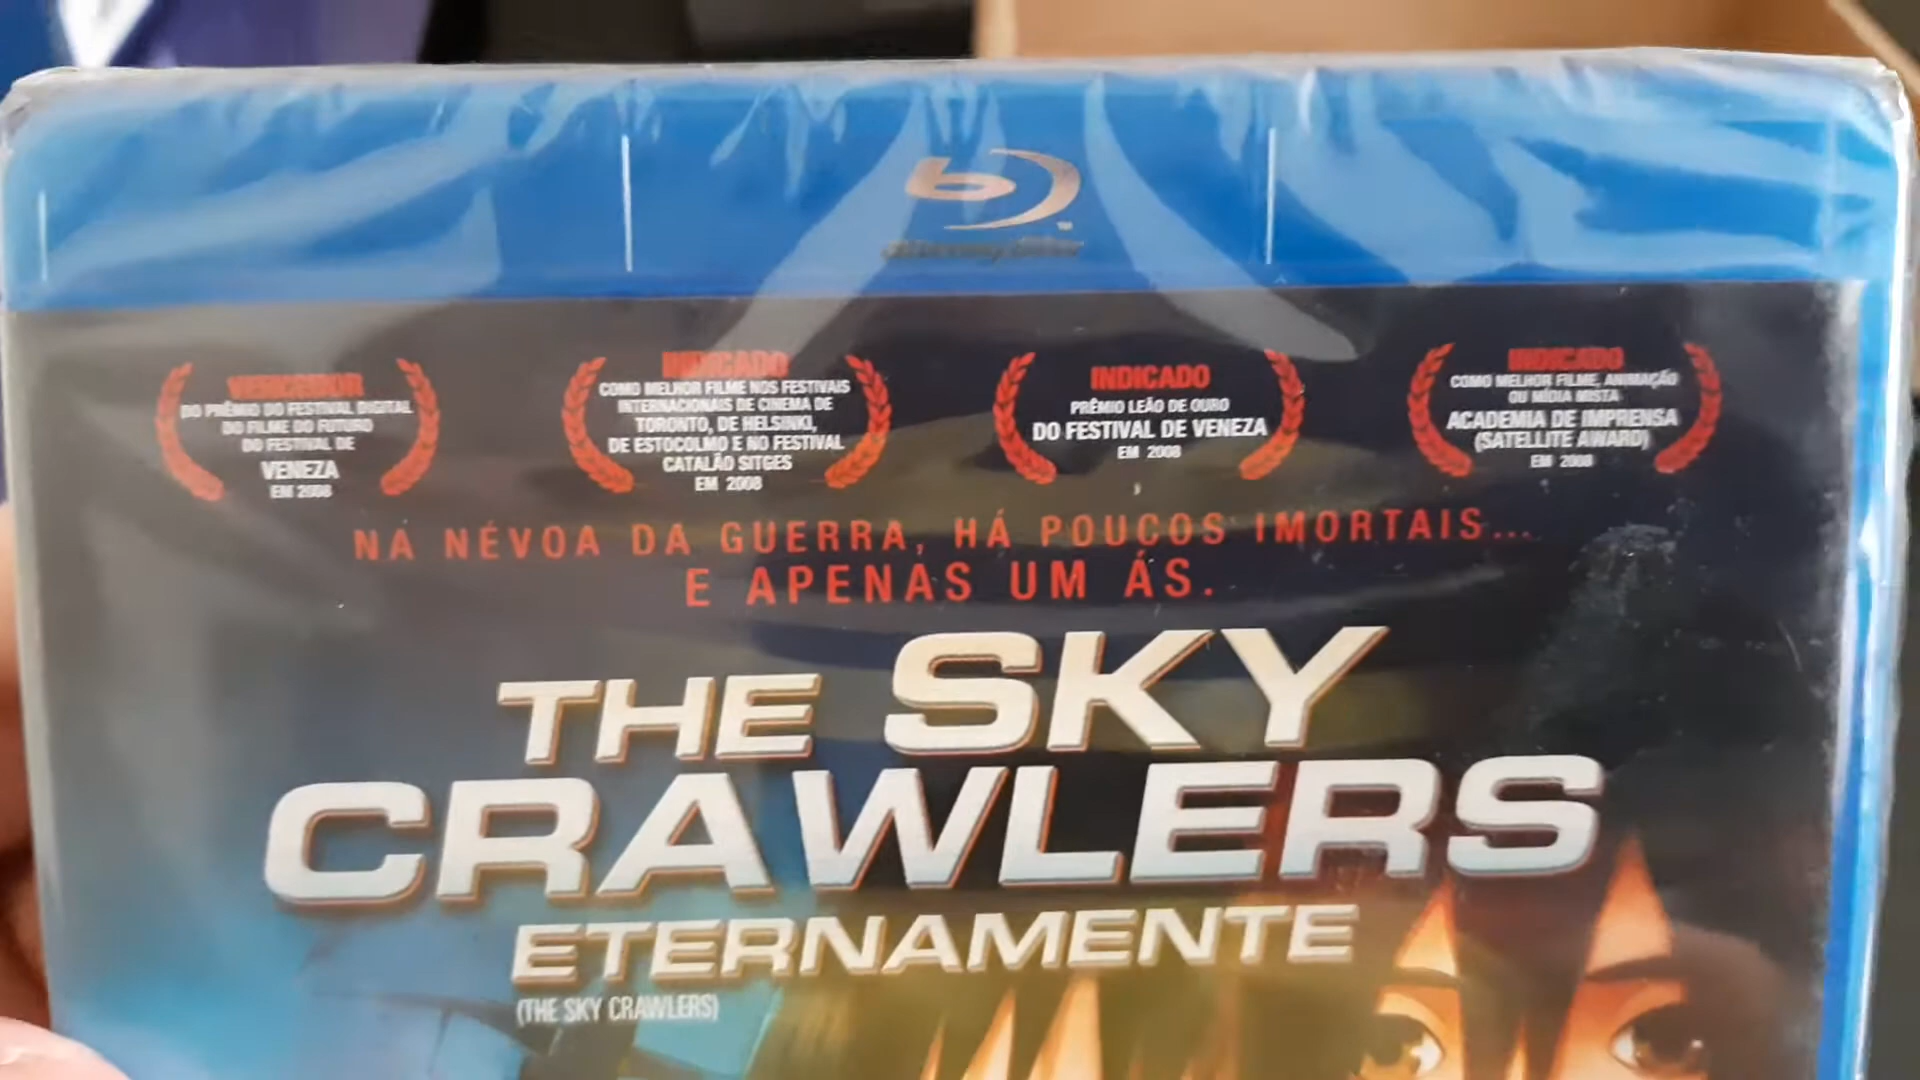 VENCEDOR
DO PRÊMIO DO FESTIVAL DIGITAL
DO FILME DO FUTURO
DO FESTIVAL DE
VENEZA
EM 2008
INDICADO
COMO MELHOR FILME NOS FESTIVAIS
INTERNACIONAIS DE CINEMA DE
TORONTO, DE HELSINKI,
DE ESTOCOLMO E NO FESTIVAL
CATALÃO SITGES
EM 2008
INDICADO
PRÊMIO LEÃO DE OURO
DO FESTIVAL DE VENEZA
EM 2008
INDICADO
COMO MELHOR FILME, ANIMAÇÃO
OU MÍDIA MISTA
ACADEMIA DE IMPRENSA
(SATELLITE AWARD)
EM 2008
NA NÉVOA DA GUERRA, HÁ POUCOS IMORTAIS...
E APENAS UM ÁS.
THE SKY
CRAWLERS
ETERNAMENTE
(THE SKY CRAWLERS)